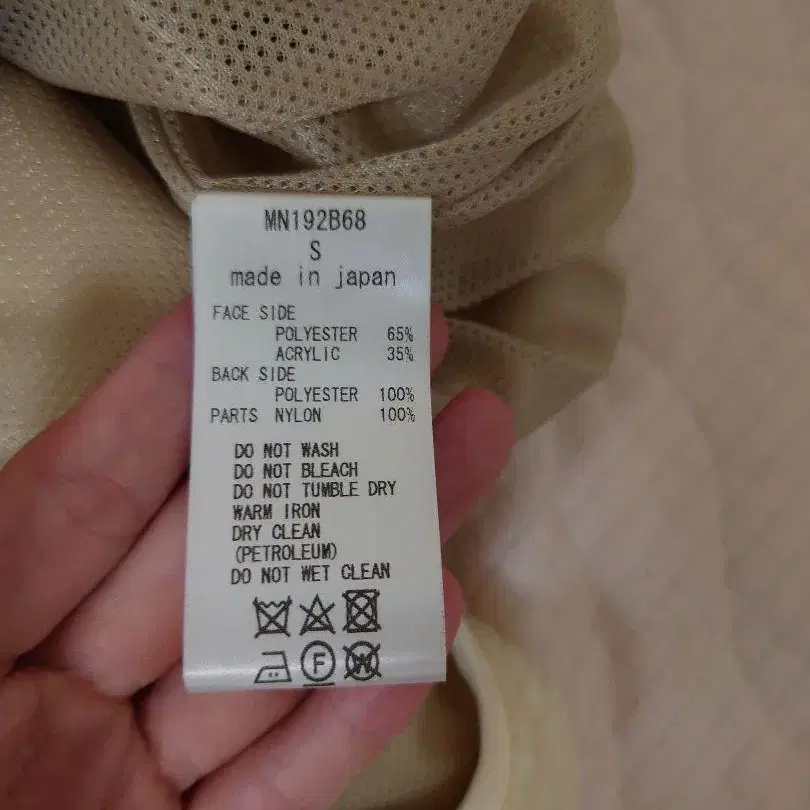 MN192B68
S
made in japan
FACE SIDE
POLYESTER 65%
ACRYLIC 35%
BACK SIDE
POLYESTER 100%
PARTS NYLON 100%
DO NOT WASH
DO NOT BLEACH
DO NOT TUMBLE DRY
WARM IRON
DRY CLEAN
(PETROLEUM)
DO NOT WET CLEAN
F W